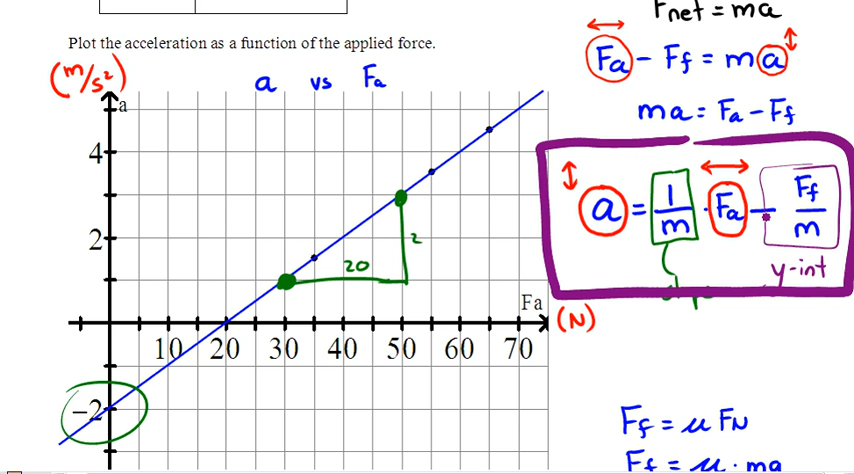 Fnet = ma
Plot the acceleration as a function of the applied force.
(m/s²)
a vs Fa
Fa - Ff = ma
ma = Fa - Ff
a
4
2
2
20
a = 1/m · Fa - Ff/m
y-int
Fa
(N)
10 20 30 40 50 60 70
-2
Ff = μ FN
Ff = μ · mg